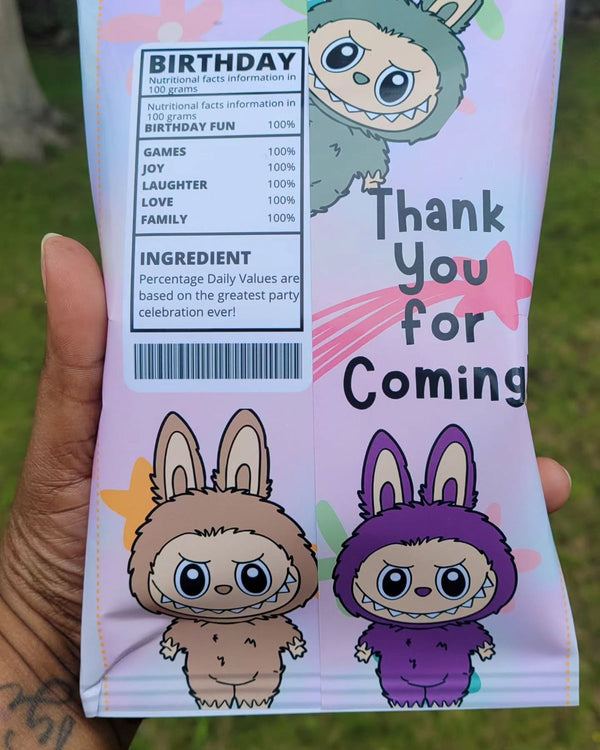 BIRTHDAY
Nutritional facts information in
100 grams
Nutritional facts information in
100 grams
BIRTHDAY FUN 100%
GAMES 100%
JOY 100%
LAUGHTER 100%
LOVE 100%
FAMILY 100%
INGREDIENT
Percentage Daily Values are
based on the greatest party
celebration ever!
Thank
You
for
Coming